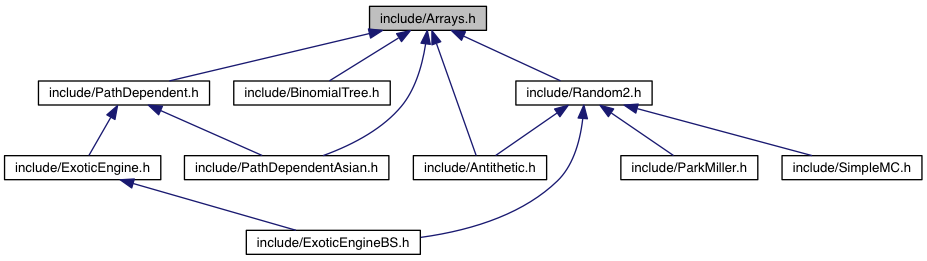 include/Arrays.h
include/PathDependent.h
include/BinomialTree.h
include/Random2.h
include/ExoticEngine.h
include/PathDependentAsian.h
include/Antithetic.h
include/ParkMiller.h
include/SimpleMC.h
include/ExoticEngineBS.h